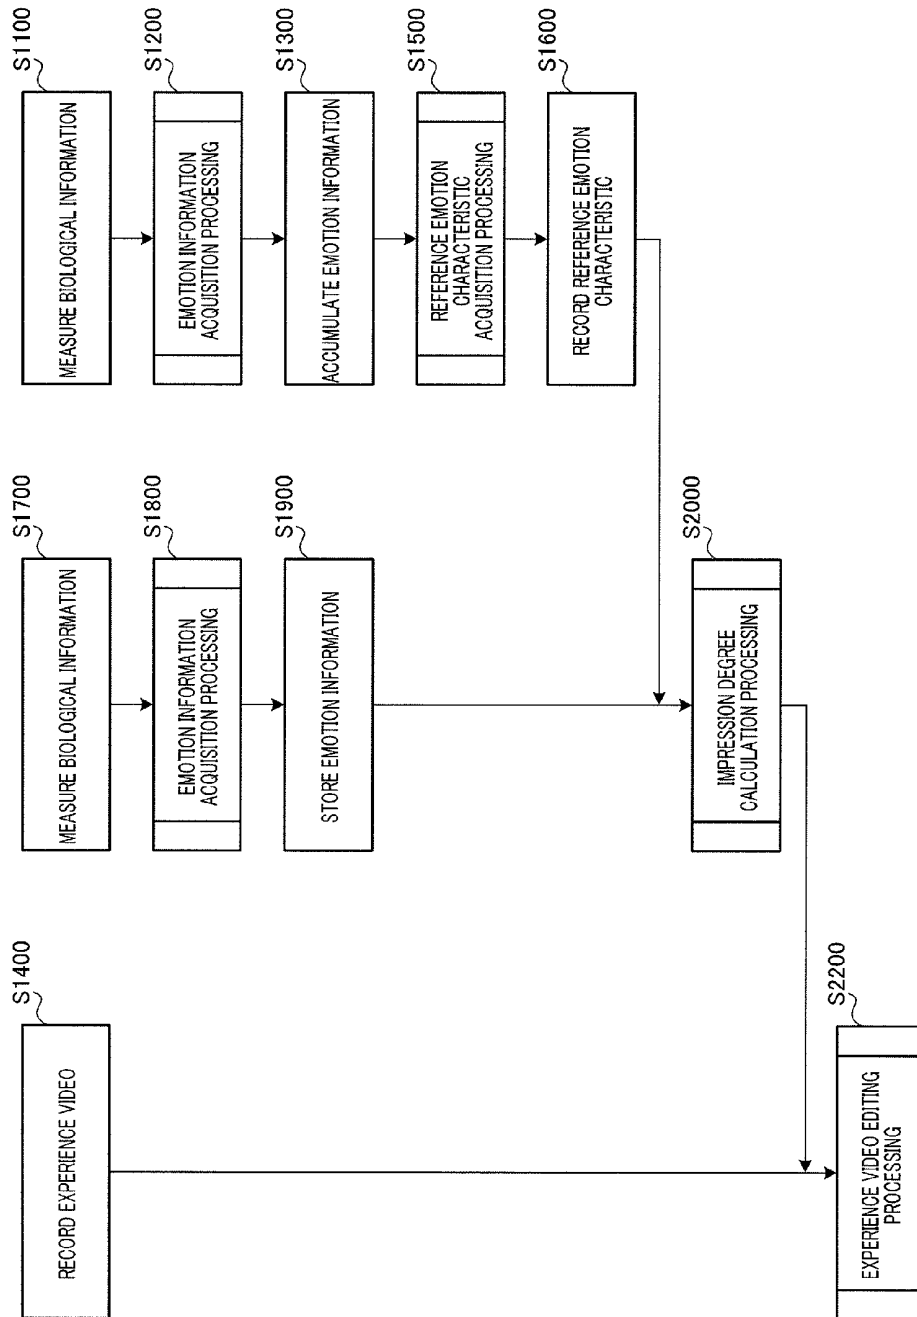 S1100
MEASURE BIOLOGICAL INFORMATION
S1200
EMOTION INFORMATION
ACQUISITION PROCESSING
S1300
ACCUMULATE EMOTION INFORMATION
S1500
REFERENCE EMOTION
CHARACTERISTIC
ACQUISITION PROCESSING
S1600
RECORD REFERENCE EMOTION
CHARACTERISTIC
S1700
MEASURE BIOLOGICAL INFORMATION
S1800
EMOTION INFORMATION
ACQUISITION PROCESSING
S1900
STORE EMOTION INFORMATION
S2000
IMPRESSION DEGREE
CALCULATION PROCESSING
S1400
RECORD EXPERIENCE VIDEO
S2200
EXPERIENCE VIDEO EDITING
PROCESSING